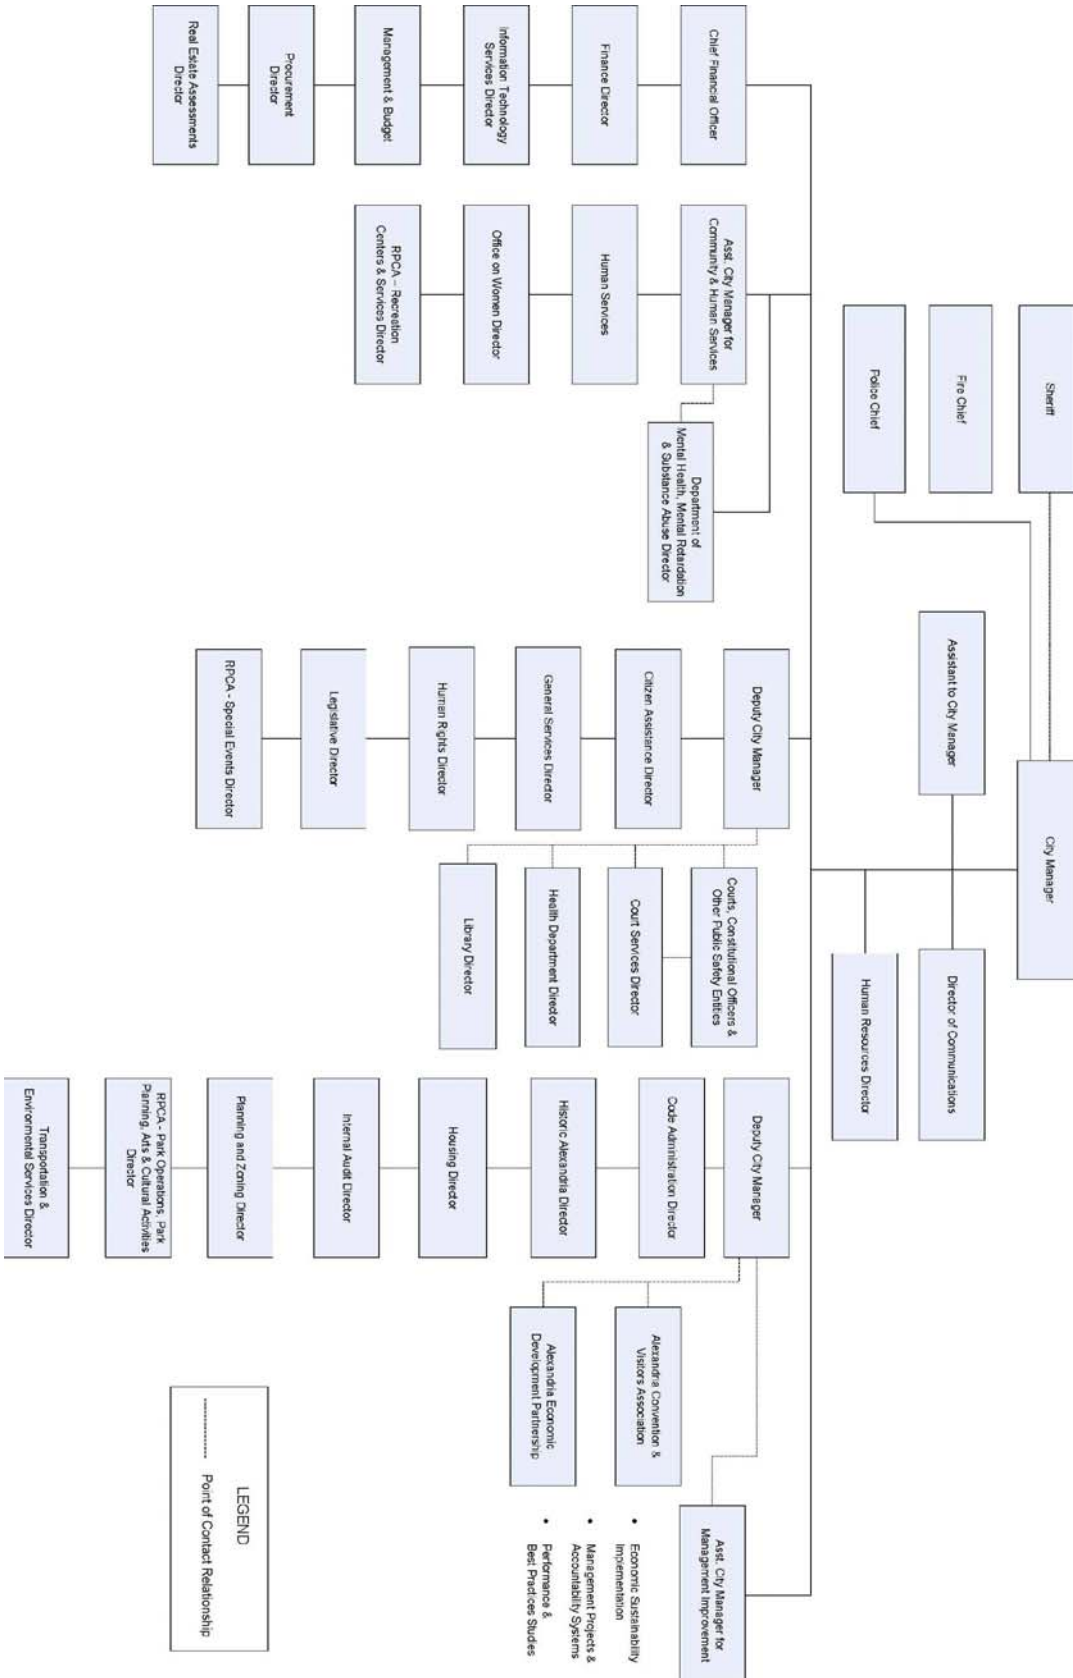 City Manager
Sheriff
Fire Chief
Police Chief
Assistant to City Manager
Director of Communications
Human Resources Director
Chief Financial Officer
Finance Director
Information Technology
Services Director
Management & Budget
Procurement
Director
Real Estate Assessments
Director
Asst. City Manager for
Community & Human Services
Human Services
Office on Women Director
RPCA – Recreation
Centers & Services Director
Department of
Mental Health, Mental Retardation
& Substance Abuse Director
Deputy City Manager
Citizen Assistance Director
General Services Director
Human Rights Director
Legislative Director
RPCA - Special Events Director
Courts, Constitutional Officers &
Other Public Safety Entities
Court Services Director
Health Department Director
Library Director
Deputy City Manager
Code Administration Director
Historic Alexandria Director
Housing Director
Internal Audit Director
Planning and Zoning Director
RPCA - Park Operations, Park
Planning, Arts & Cultural Activities
Director
Transportation &
Environmental Services Director
Alexandria Convention &
Visitors Association
Alexandria Economic
Development Partnership
Asst. City Manager for
Management Improvement
• Economic Sustainability
Implementation
• Management Projects &
Accountability Systems
• Performance &
Best Practices Studies
LEGEND
Point of Contact Relationship